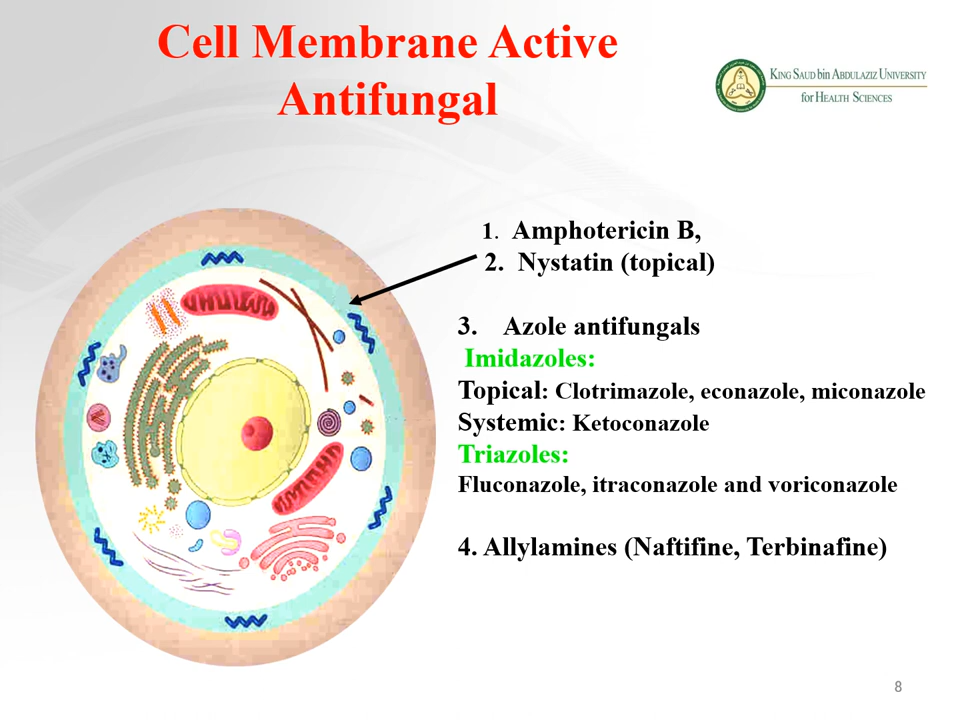 Cell Membrane Active
Antifungal
KING SAUD bin ABDULAZIZ UNIVERSITY
for HEALTH SCIENCES
1. Amphotericin B,
2. Nystatin (topical)
3. Azole antifungals
Imidazoles:
Topical: Clotrimazole, econazole, miconazole
Systemic: Ketoconazole
Triazoles:
Fluconazole, itraconazole and voriconazole
4. Allylamines (Naftifine, Terbinafine)
8